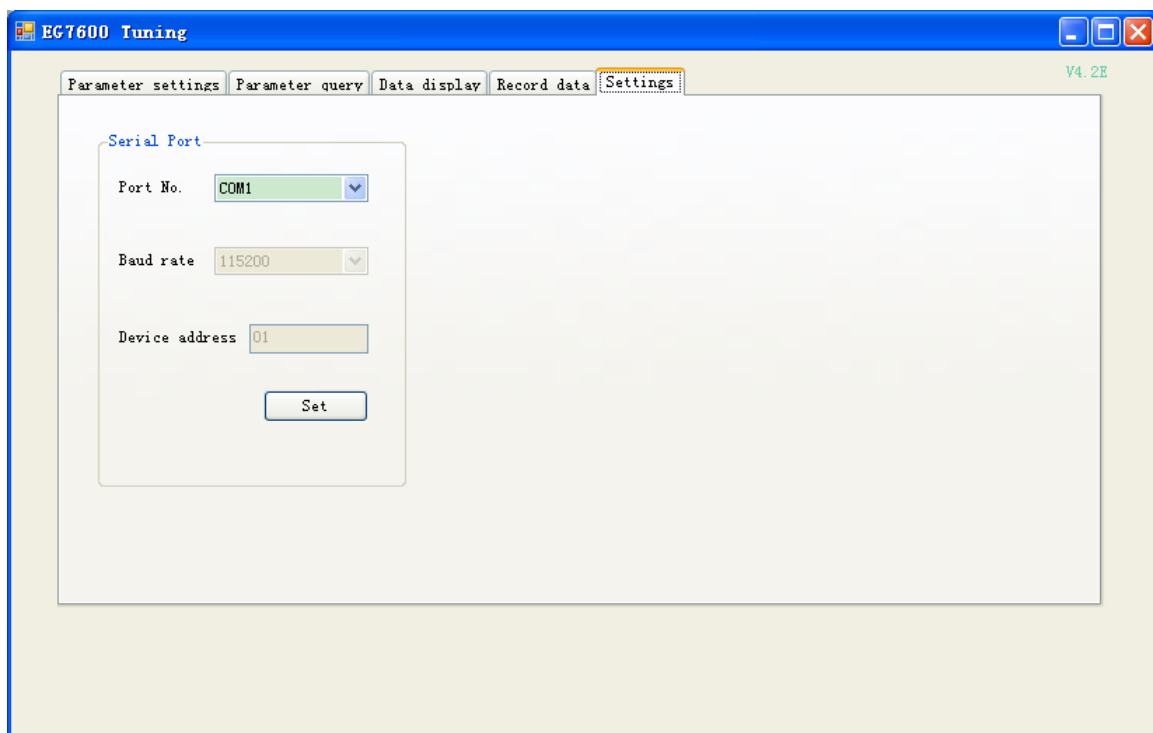 EG7600 Tuning
V4.2E
Parameter settings Parameter query Data display Record data Settings
Serial Port
Port No. COM1
Baud rate 115200
Device address 01
Set